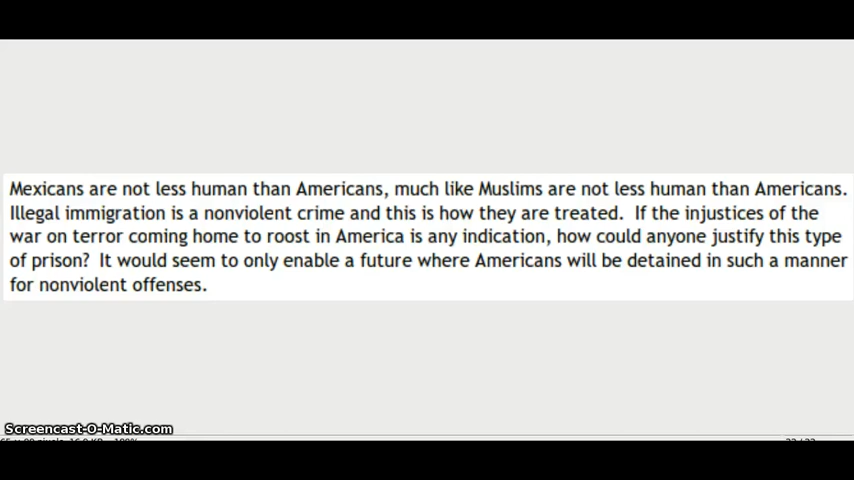 Mexicans are not less human than Americans, much like Muslims are not less human than Americans.
Illegal immigration is a nonviolent crime and this is how they are treated.  If the injustices of the
war on terror coming home to roost in America is any indication, how could anyone justify this type
of prison?  It would seem to only enable a future where Americans will be detained in such a manner
for nonviolent offenses.
Screencast-O-Matic.com